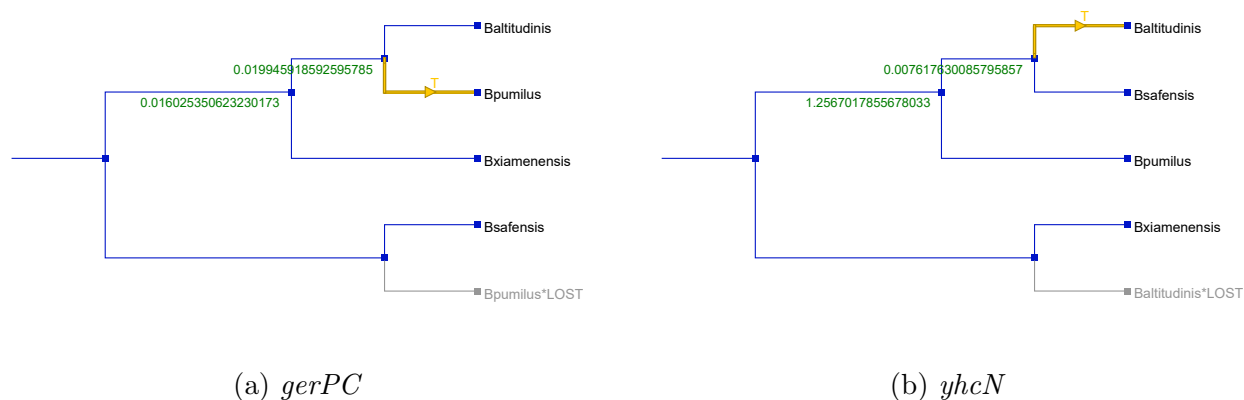 T
Baltitudinis
0.019945918592595785
T
Bpumilus
0.016025350623230173
Bxiamenensis
Bsafensis
Bpumilus*LOST
(a) gerPC
T
Baltitudinis
0.007617630085795857
Bsafensis
1.2567017855678033
Bpumilus
Bxiamenensis
Baltitudinis*LOST
(b) yhcN